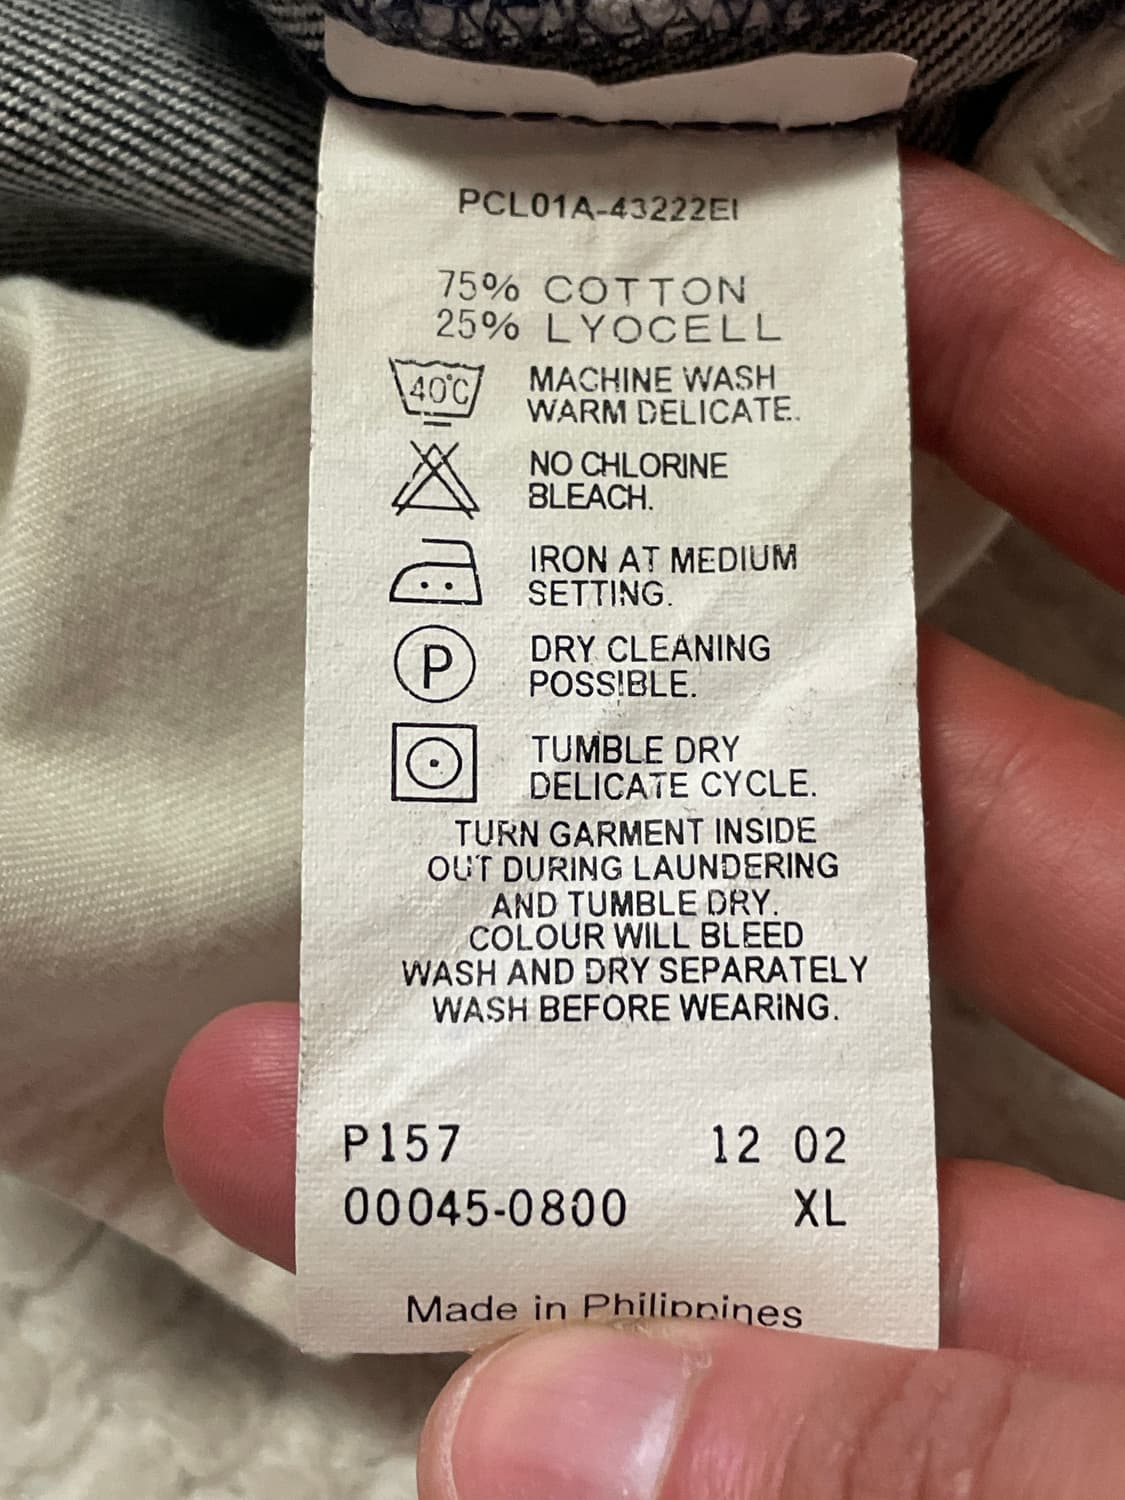 PCL01A-43222EI
75% COTTON
25% LYOCELL
40°C MACHINE WASH
WARM DELICATE.
NO CHLORINE
BLEACH.
IRON AT MEDIUM
SETTING.
P DRY CLEANING
POSSIBLE.
TUMBLE DRY
DELICATE CYCLE.
TURN GARMENT INSIDE
OUT DURING LAUNDERING
AND TUMBLE DRY.
COLOUR WILL BLEED
WASH AND DRY SEPARATELY
WASH BEFORE WEARING.
P157 12 02
00045-0800 XL
Made in Philippines